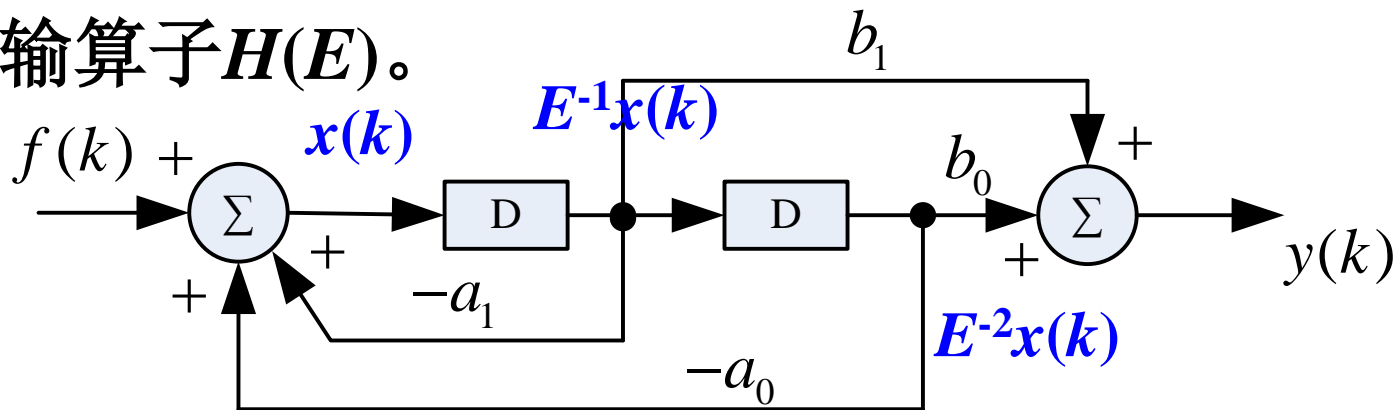 输算子H(E)。
b₁
E⁻¹x(k)
x(k)
f(k) +
b₀ +
Σ D D Σ
+ +
y(k)
+ −a₁
E⁻²x(k)
−a₀